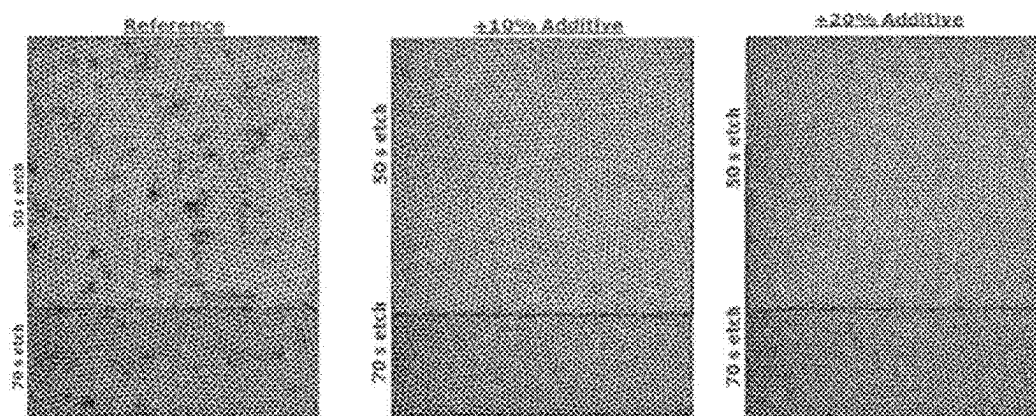 Reference
50 s etch
70 s etch
+10% Additive
50 s etch
70 s etch
+20% Additive
50 s etch
70 s etch